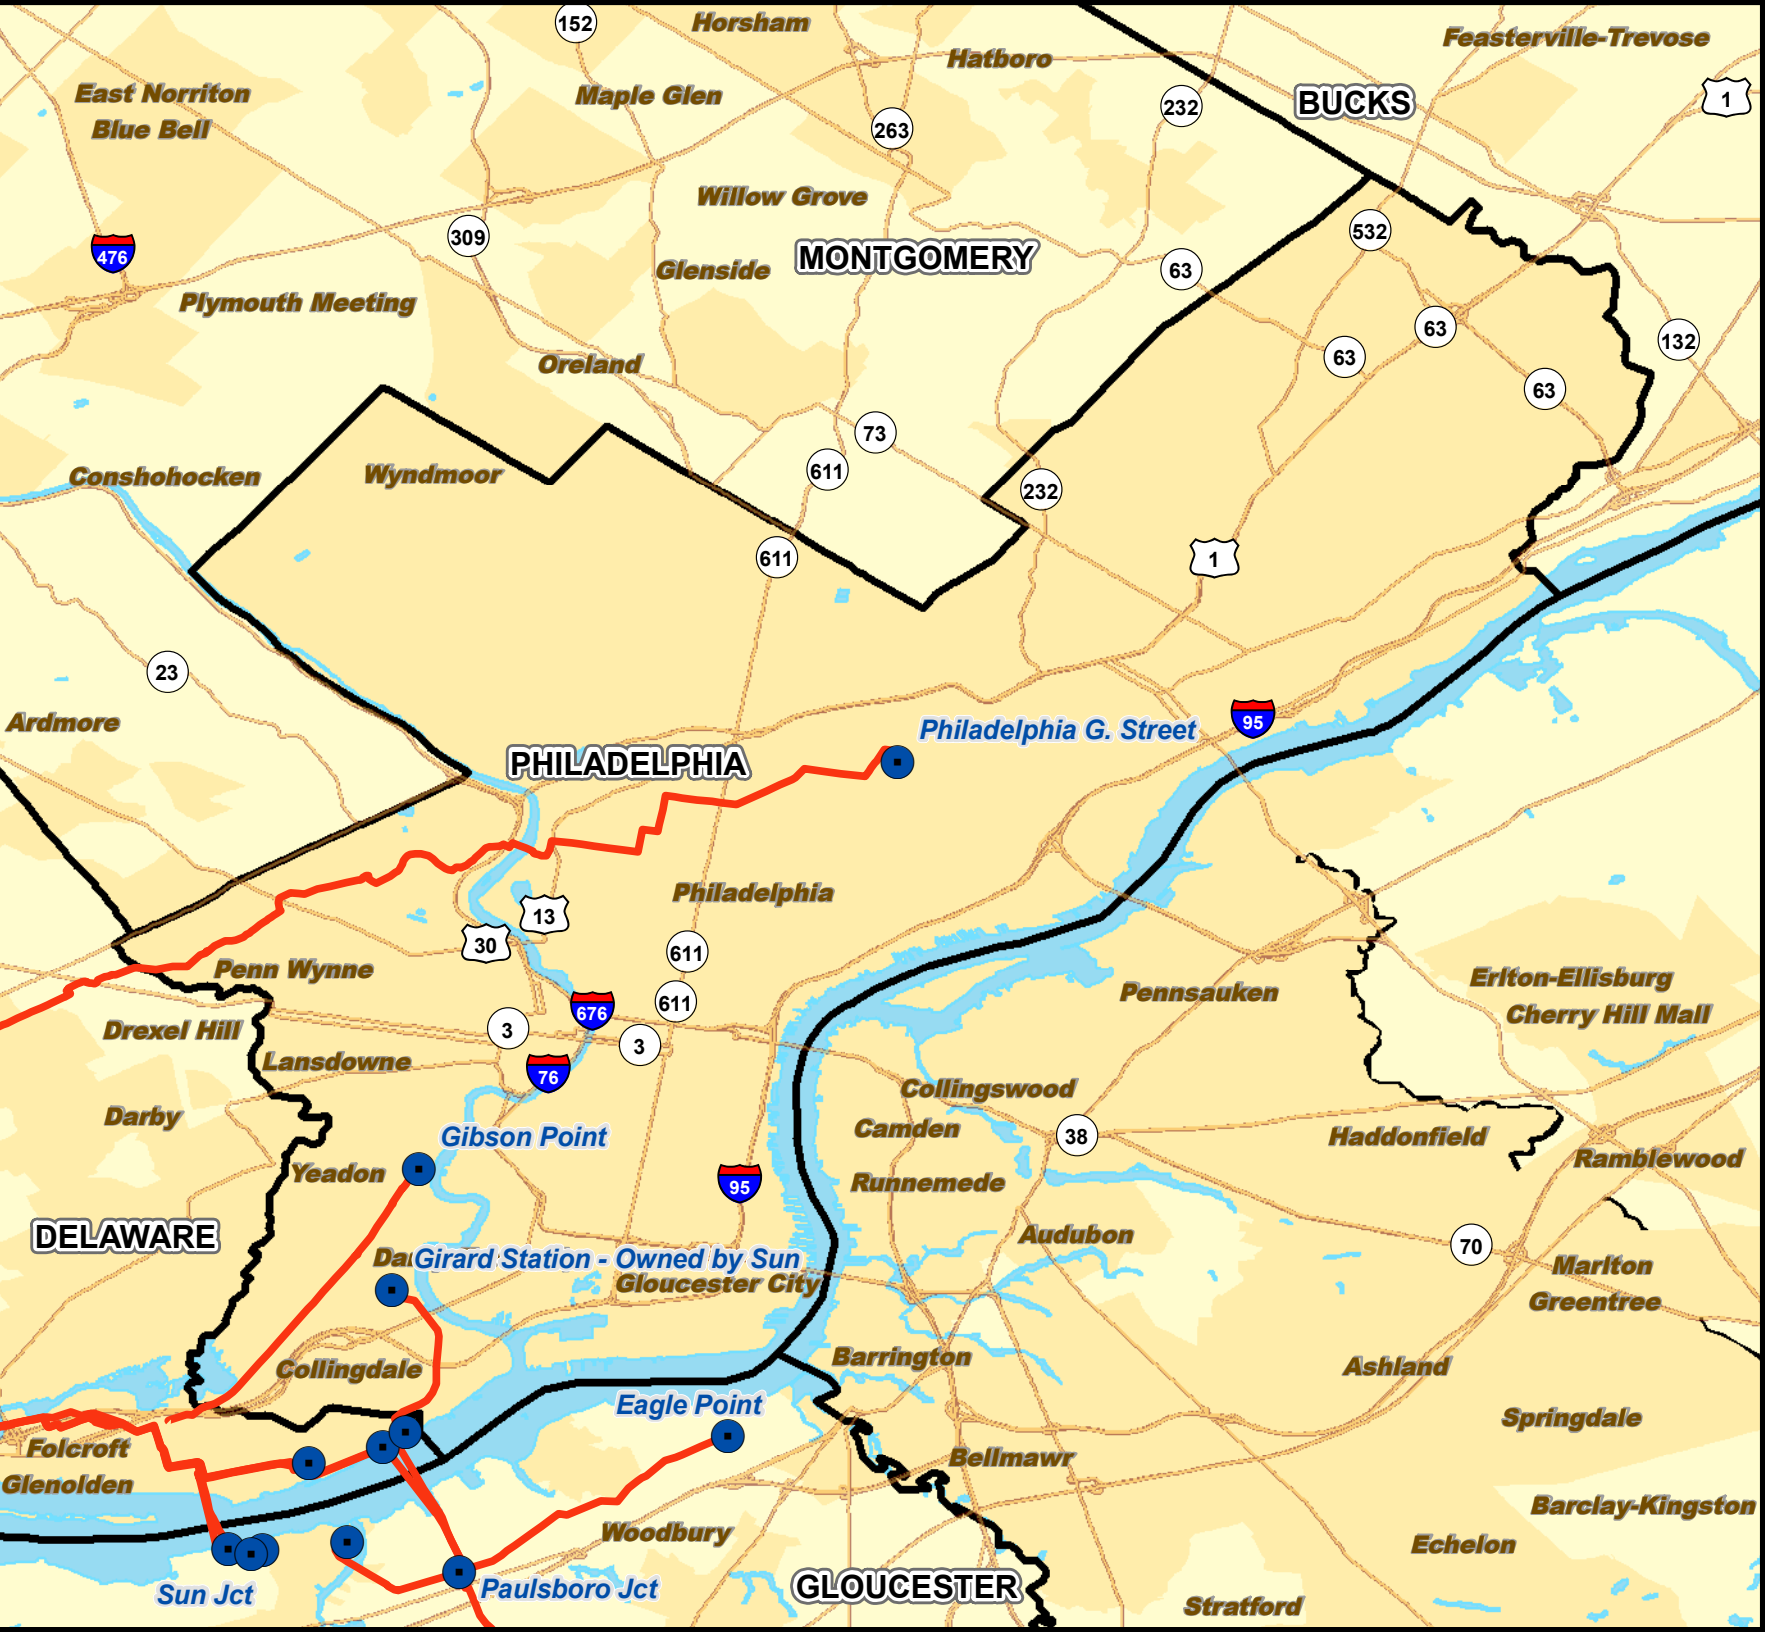 152
Horsham
Feasterville-Trevose
Hatboro
East Norriton
Maple Glen
BUCKS
1
232
Blue Bell
263
Willow Grove
309
532
476
MONTGOMERY
Glenside
63
Plymouth Meeting
63
132
63
Oreland
63
73
Conshohocken
Wyndmoor
611
232
611
1
23
Ardmore
Philadelphia G. Street
95
PHILADELPHIA
Philadelphia
13
30
611
Penn Wynne
Erlton-Ellisburg
Pennsauken
611
676
Cherry Hill Mall
Drexel Hill
3
3
Lansdowne
76
Collingswood
Darby
Camden
38
Gibson Point
Haddonfield
Ramblewood
Yeadon
95
Runnemede
DELAWARE
Audubon
70
Da
Girard Station - Owned by Sun
Marlton
Gloucester City
Greentree
Collingdale
Barrington
Ashland
Eagle Point
Springdale
Folcroft
Bellmawr
Glenolden
Barclay-Kingston
Woodbury
Echelon
Sun Jct
Paulsboro Jct
GLOUCESTER
Stratford